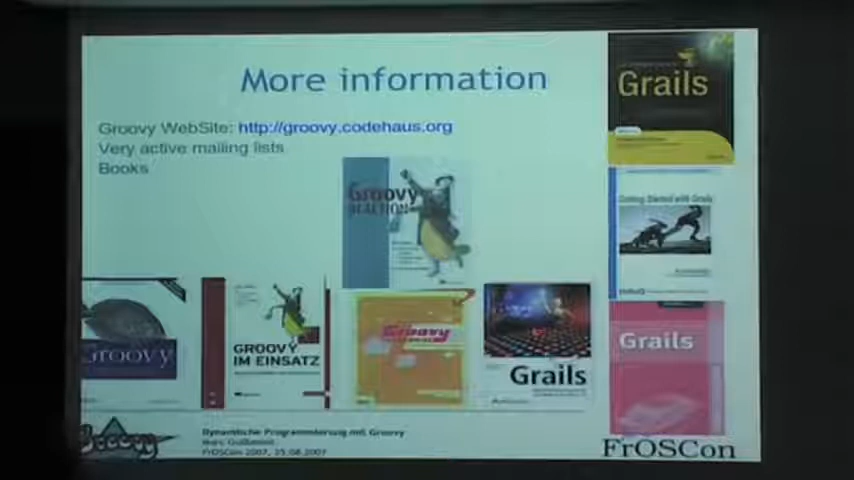 More information
Grails
Groovy WebSite: http://groovy.codehaus.org
Very active mailing lists
Books
Groovy
IN ACTION
Getting Started with Grails
Groovy
GROOVY
IM EINSATZ
Groovy
Grails
Grails
Groovy
Dynamische Programmierung mit Groovy
FrOSCon 2007, 25.08.2007
FrOSCon